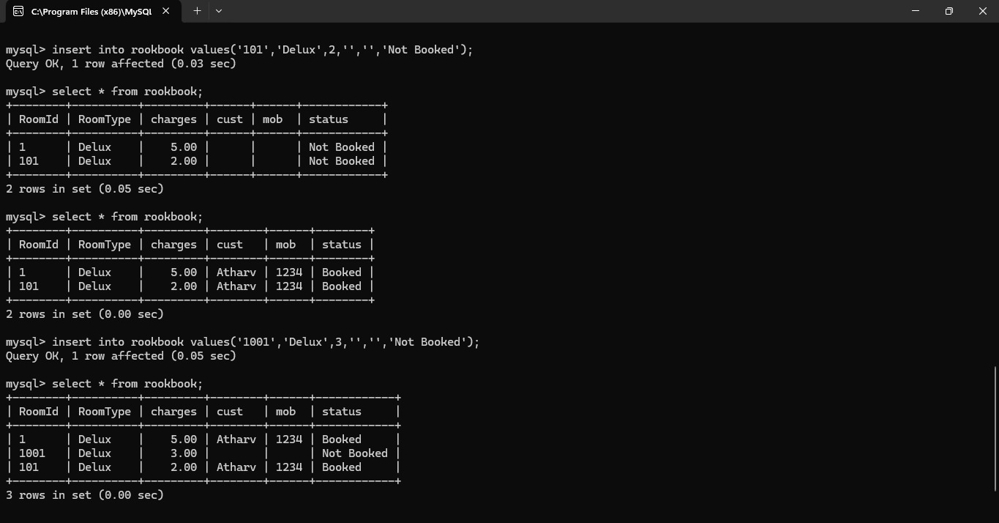 C:\Program Files (x86)\MySQL
mysql> insert into rookbook values('101','Delux',2,'','','Not Booked');
Query OK, 1 row affected (0.03 sec)
mysql> select * from rookbook;
+--------+----------+---------+------+------+------------+
| RoomId | RoomType | charges | cust | mob  | status     |
+--------+----------+---------+------+------+------------+
| 1      | Delux    |    5.00 |      |      | Not Booked |
| 101    | Delux    |    2.00 |      |      | Not Booked |
+--------+----------+---------+------+------+------------+
2 rows in set (0.05 sec)
mysql> select * from rookbook;
+--------+----------+---------+--------+------+--------+
| RoomId | RoomType | charges | cust   | mob  | status |
+--------+----------+---------+--------+------+--------+
| 1      | Delux    |    5.00 | Atharv | 1234 | Booked |
| 101    | Delux    |    2.00 | Atharv | 1234 | Booked |
+--------+----------+---------+--------+------+--------+
2 rows in set (0.00 sec)
mysql> insert into rookbook values('1001','Delux',3,'','','Not Booked');
Query OK, 1 row affected (0.05 sec)
mysql> select * from rookbook;
+--------+----------+---------+--------+------+------------+
| RoomId | RoomType | charges | cust   | mob  | status     |
+--------+----------+---------+--------+------+------------+
| 1      | Delux    |    5.00 | Atharv | 1234 | Booked     |
| 1001   | Delux    |    3.00 |        |      | Not Booked |
| 101    | Delux    |    2.00 | Atharv | 1234 | Booked     |
+--------+----------+---------+--------+------+------------+
3 rows in set (0.00 sec)